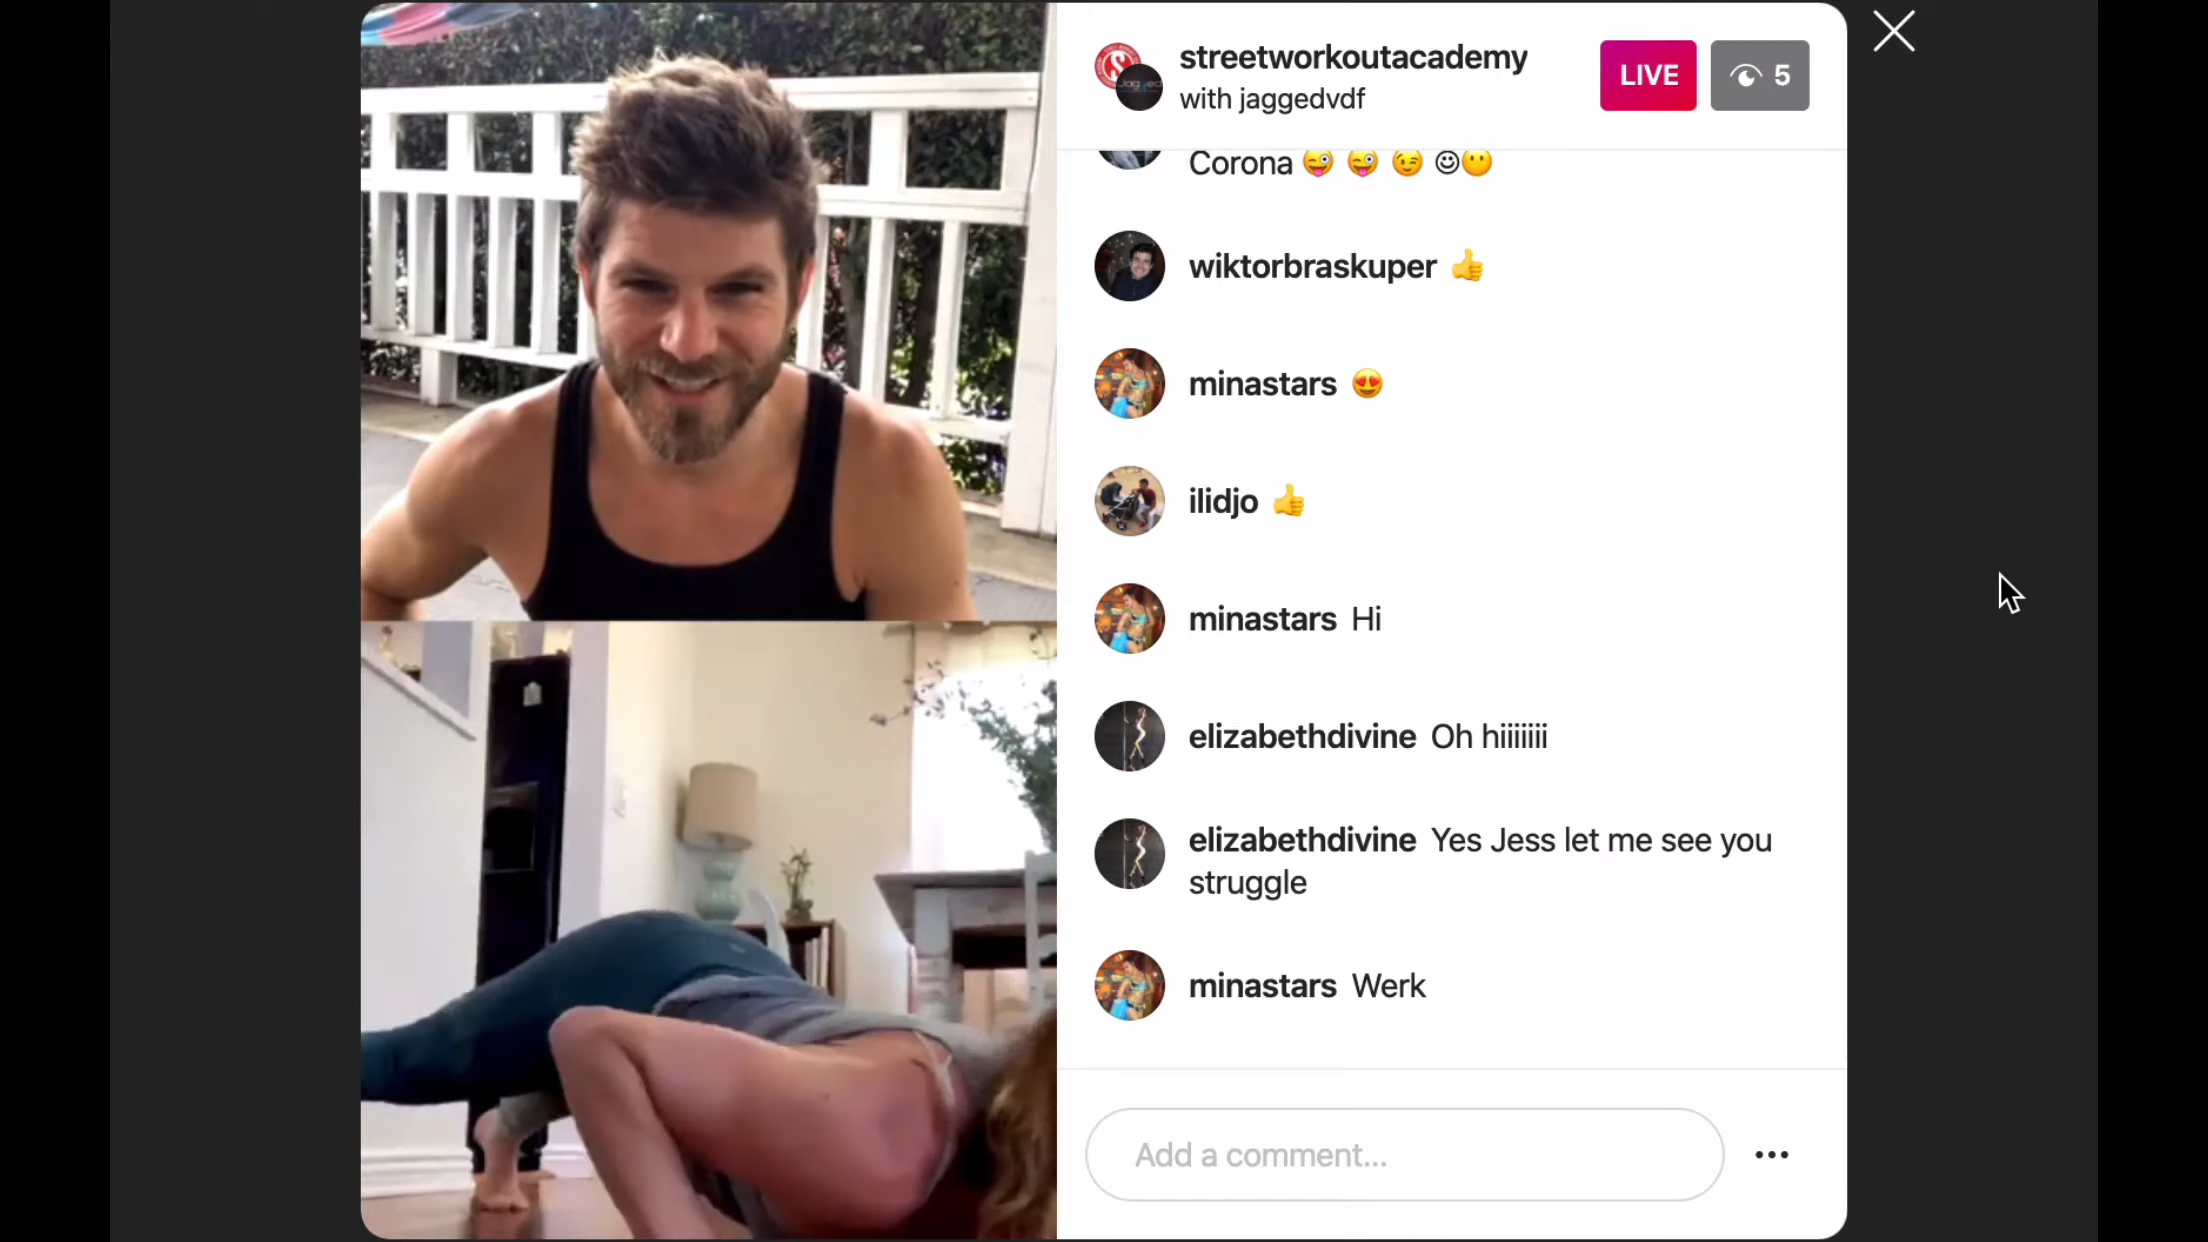 streetworkoutacademy
with jaggedvdf
LIVE
5
Corona 😜 😜 😉 ☺😶
wiktorbraskuper 👍
minastars 😍
ilidjo 👍
minastars Hi
elizabethdivine Oh hiiiiiii
elizabethdivine Yes Jess let me see you
struggle
minastars Werk
Add a comment...